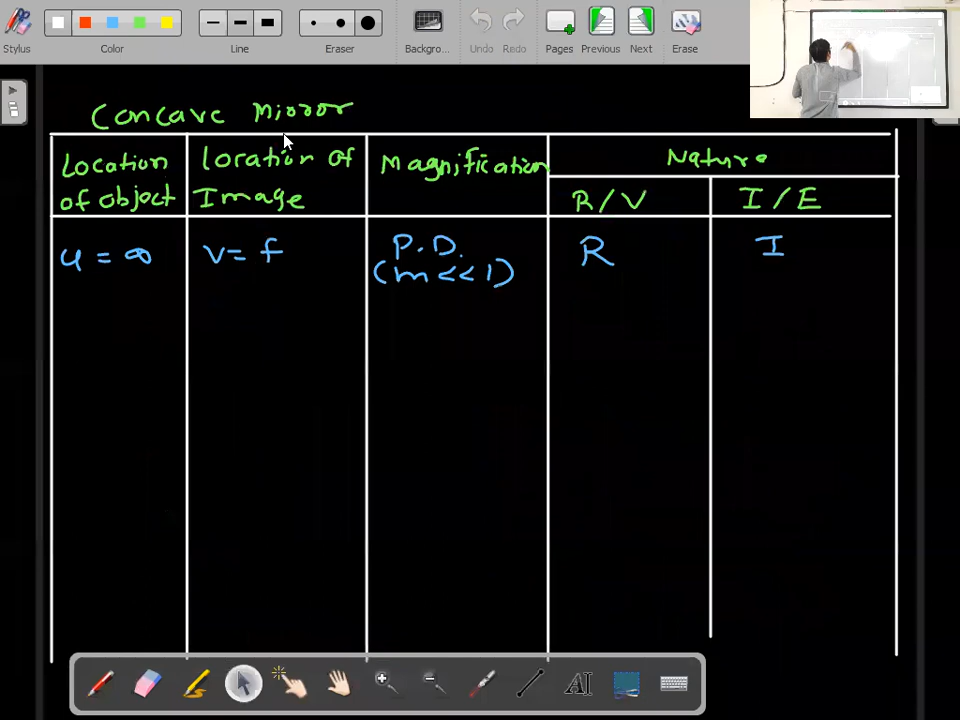 Stylus
Color
Line
Eraser
Backgro...
Undo
Redo
Pages
Previous
Next
Erase
Concave Mirror
Location of object
Location of Image
Magnification
Nature
R/V
I/E
u = ∞
v = f
P.D.
(m << 1)
R
I